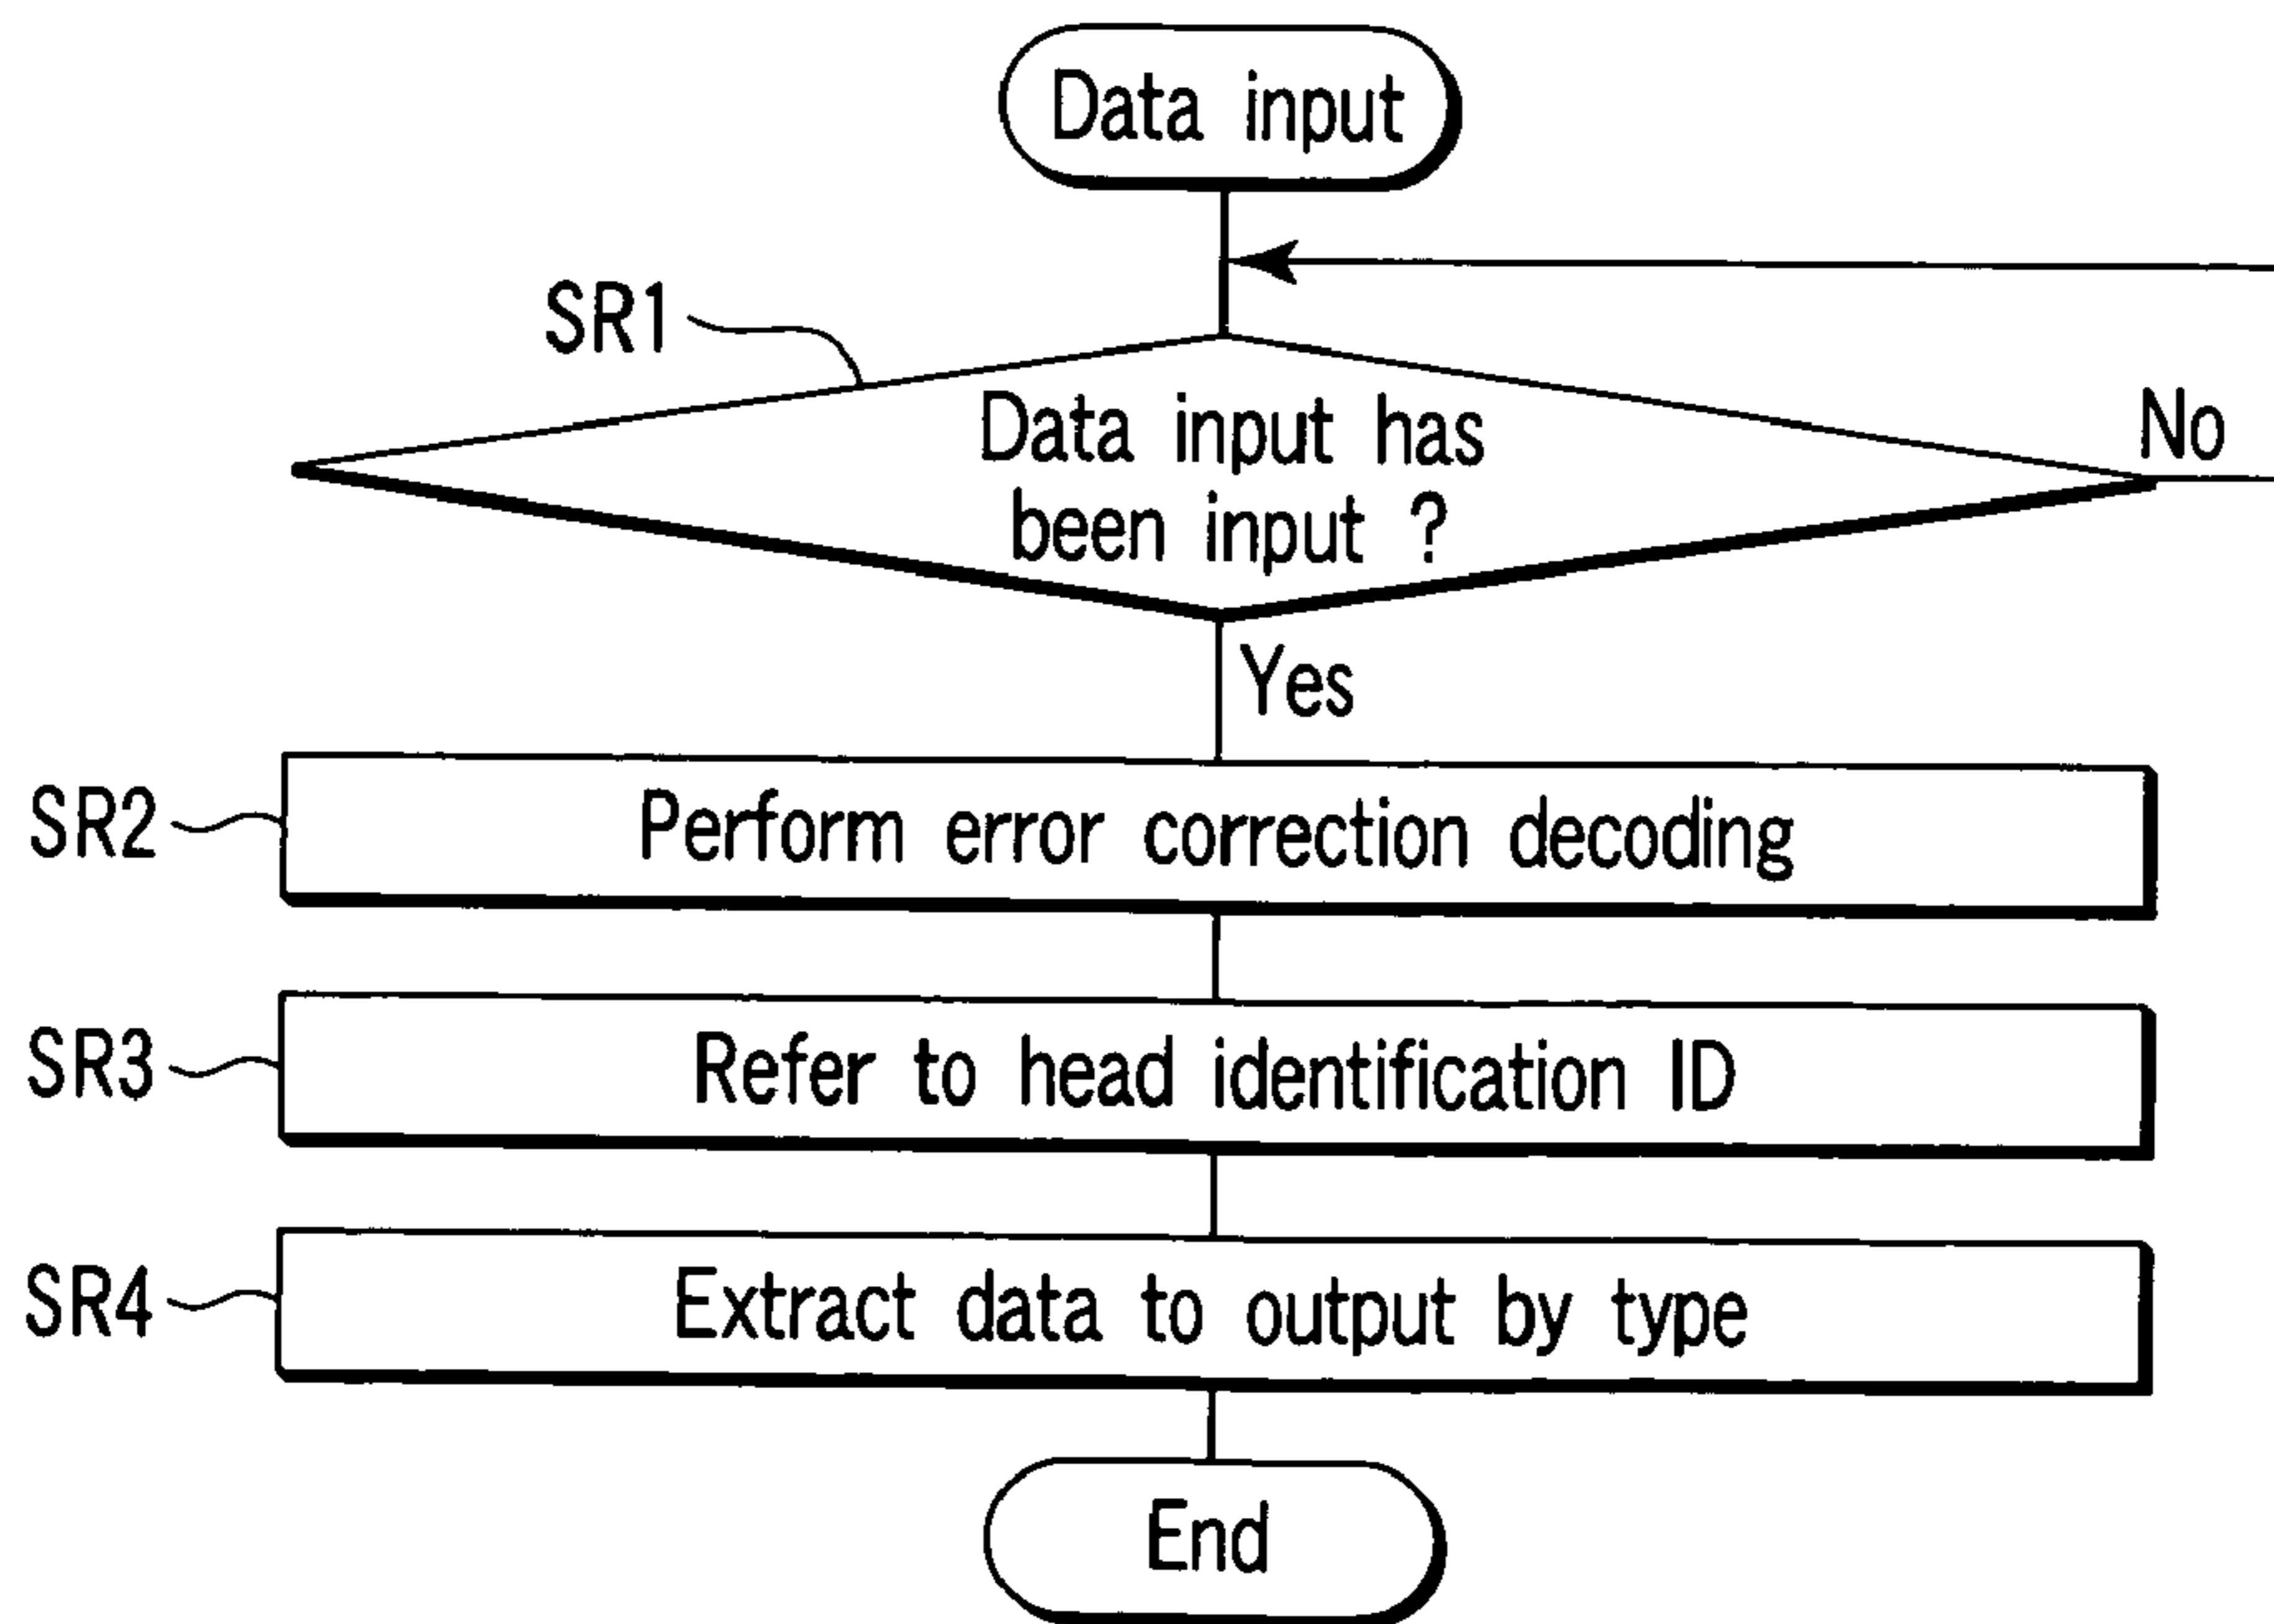 Data input
SR1
Data input has
been input ?
No
Yes
SR2
Perform error correction decoding
SR3
Refer to head identification ID
SR4
Extract data to output by type
End